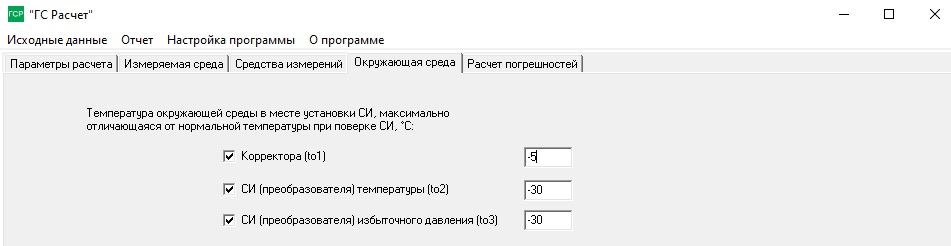 ГСР "ГС Расчет"
Исходные данные Отчет Настройка программы О программе
Параметры расчета Измеряемая среда Средства измерений Окружающая среда Расчет погрешностей
Температура окружающей среды в месте установки СИ, максимально
отличающаяся от нормальной температуры при поверке СИ, °С:
Корректора (to1) -5
СИ (преобразователя) температуры (to2) -30
СИ (преобразователя) избыточного давления (to3) -30